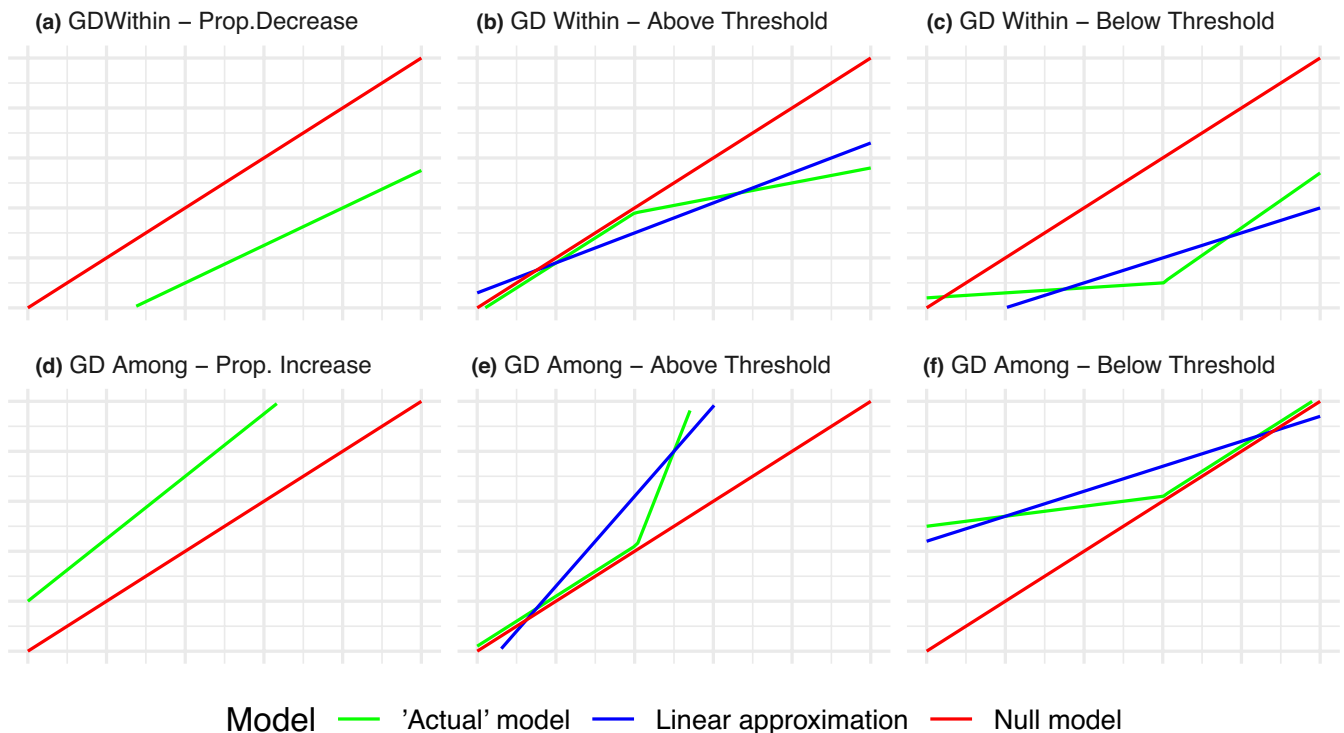 (a) GDWithin − Prop.Decrease
(b) GD Within − Above Threshold
(c) GD Within − Below Threshold
(d) GD Among − Prop. Increase
(e) GD Among − Above Threshold
(f) GD Among − Below Threshold
Model 'Actual' model Linear approximation Null model